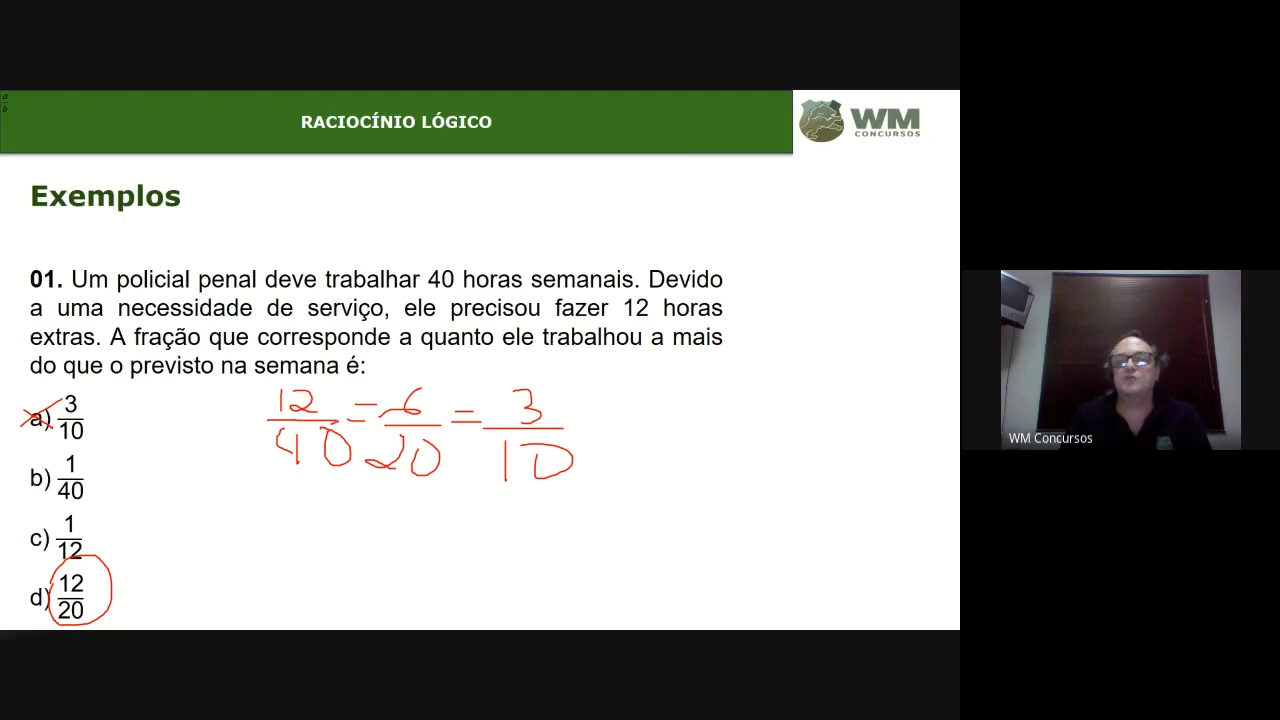 a
b
RACIOCÍNIO LÓGICO
WM
CONCURSOS
Exemplos
01. Um policial penal deve trabalhar 40 horas semanais. Devido
a uma necessidade de serviço, ele precisou fazer 12 horas
extras. A fração que corresponde a quanto ele trabalhou a mais
do que o previsto na semana é:
12/40 = 6/20 = 3/10
a) 3/10
b) 1/40
c) 1/12
d) 12/20
WM Concursos